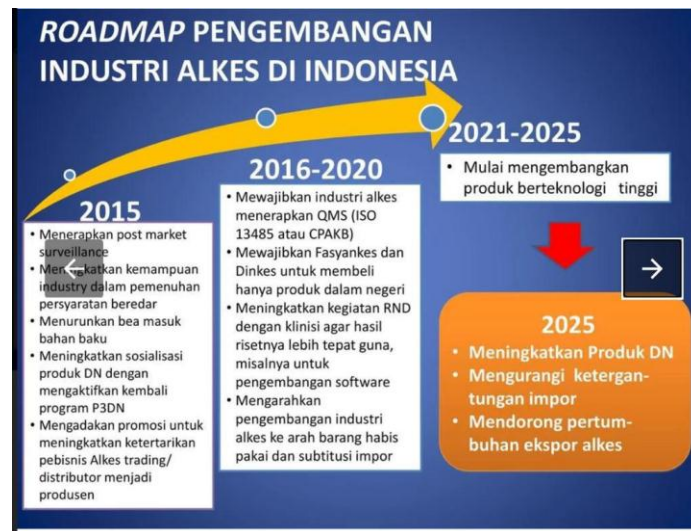 ROADMAP PENGEMBANGAN
INDUSTRI ALKES DI INDONESIA
2015
• Menerapkan post market
surveillance
• Meningkatkan kemampuan
industry dalam pemenuhan
persyaratan beredar
• Menurunkan bea masuk
bahan baku
• Meningkatkan sosialisasi
produk DN dengan
mengaktifkan kembali
program P3DN
• Mengadakan promosi untuk
meningkatkan ketertarikan
pebisnis Alkes trading/
distributor menjadi
produsen
2016-2020
• Mewajibkan industri alkes
menerapkan QMS (ISO
13485 atau CPAKB)
• Mewajibkan Fasyankes dan
Dinkes untuk membeli
hanya produk dalam negeri
• Meningkatkan kegiatan RND
dengan klinisi agar hasil
risetnya lebih tepat guna,
misalnya untuk
pengembangan software
• Mengarahkan
pengembangan industri
alkes ke arah barang habis
pakai dan subtitusi impor
2021-2025
• Mulai mengembangkan
produk berteknologi tinggi
2025
• Meningkatkan Produk DN
• Mengurangi ketergan-
tungan impor
• Mendorong pertum-
buhan ekspor alkes